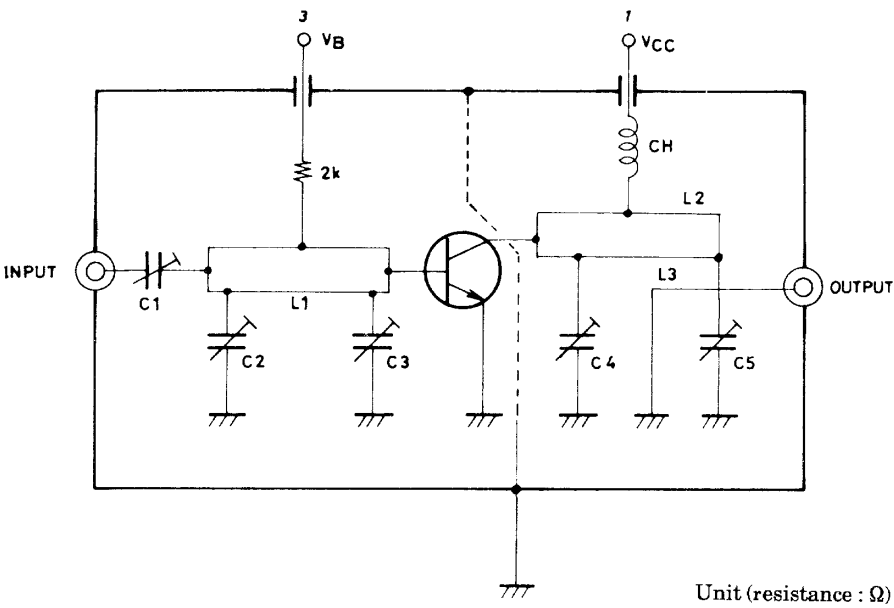 3
VB
1
VCC
2k
CH
L2
INPUT
C1
L1
L3
OUTPUT
C2
C3
C4
C5
Unit (resistance : Ω)